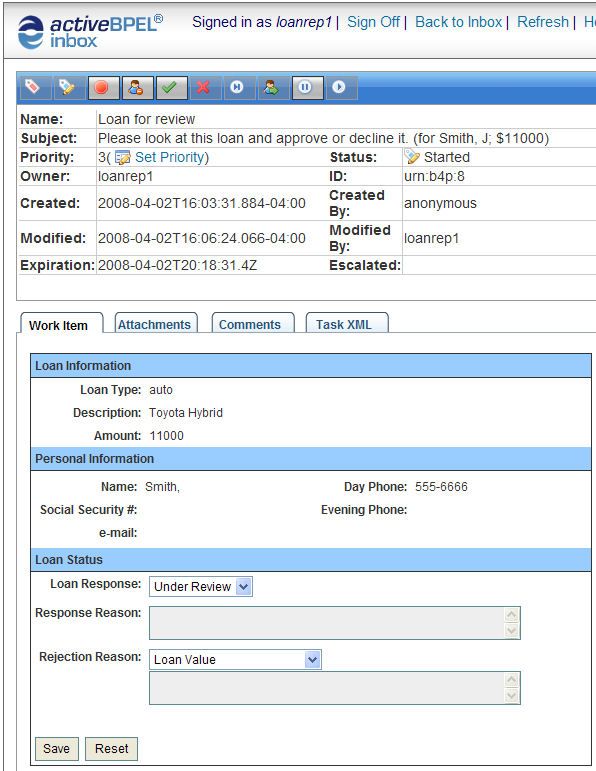 activeBPEL® inbox
Signed in as loanrep1 | Sign Off | Back to Inbox | Refresh |
Name: Loan for review
Subject: Please look at this loan and approve or decline it. (for Smith, J; $11000)
Priority: 3( Set Priority) Status: Started
Owner: loanrep1 ID: urn:b4p:8
Created: 2008-04-02T16:03:31.884-04:00 Created By: anonymous
Modified: 2008-04-02T16:06:24.066-04:00 Modified By: loanrep1
Expiration: 2008-04-02T20:18:31.4Z Escalated:
Work Item Attachments Comments Task XML
Loan Information
Loan Type: auto
Description: Toyota Hybrid
Amount: 11000
Personal Information
Name: Smith, Day Phone: 555-6666
Social Security #: Evening Phone:
e-mail:
Loan Status
Loan Response: Under Review
Response Reason:
Rejection Reason: Loan Value
Save Reset